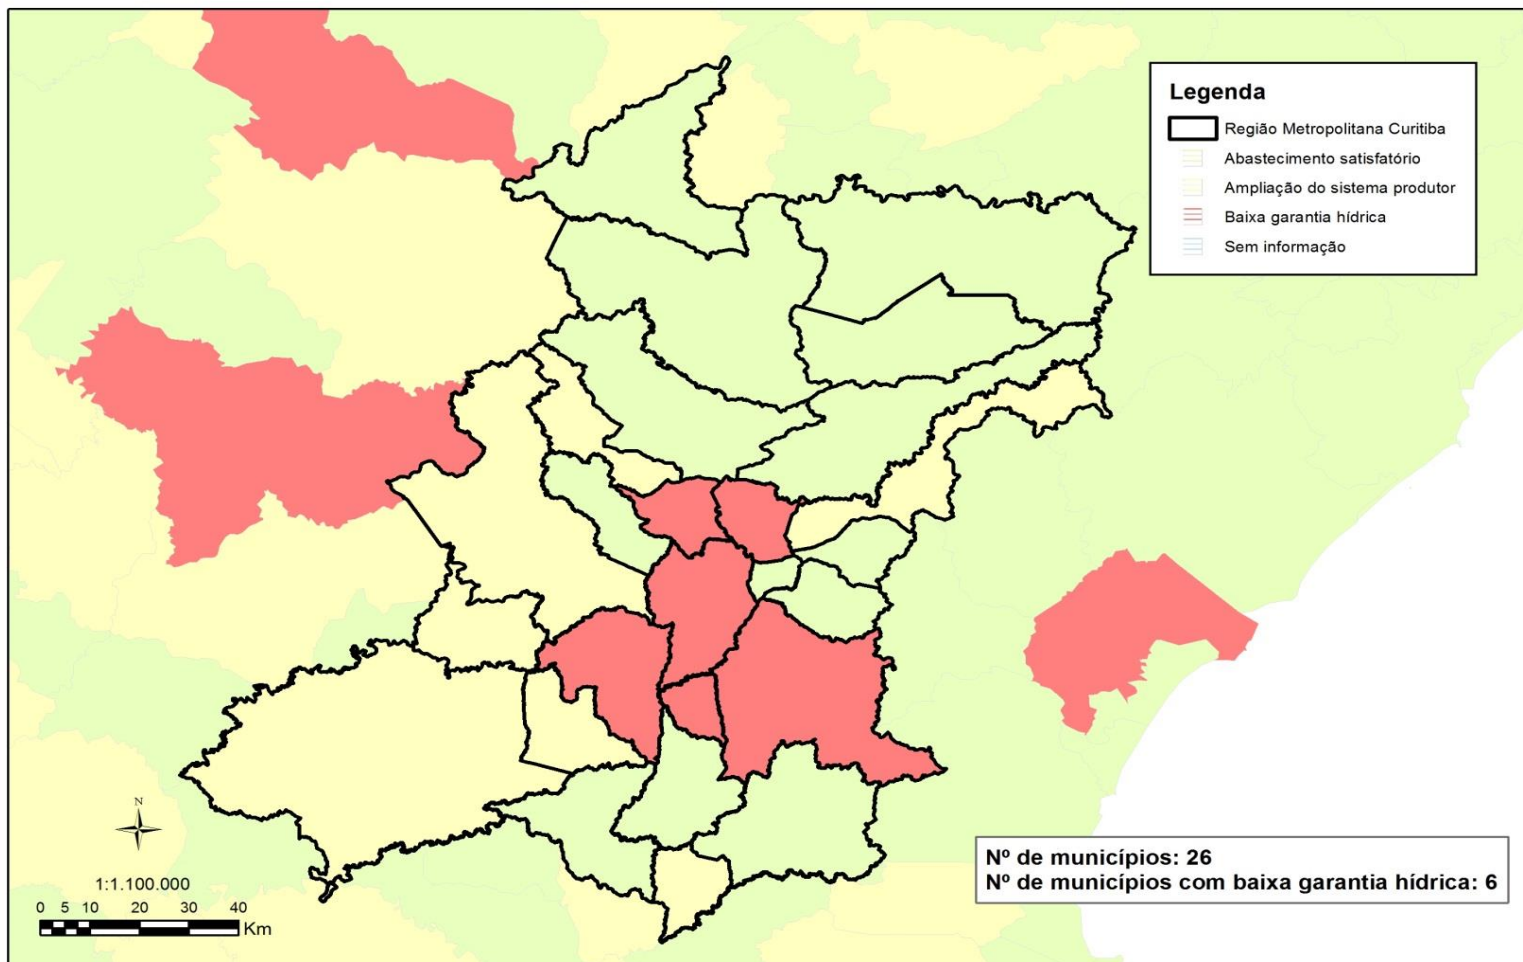 Legenda
Região Metropolitana Curitiba
Abastecimento satisfatório
Ampliação do sistema produtor
Baixa garantia hídrica
Sem informação
N
1:1.100.000
0 5 10 20 30 40
Km
Nº de municípios: 26
Nº de municípios com baixa garantia hídrica: 6